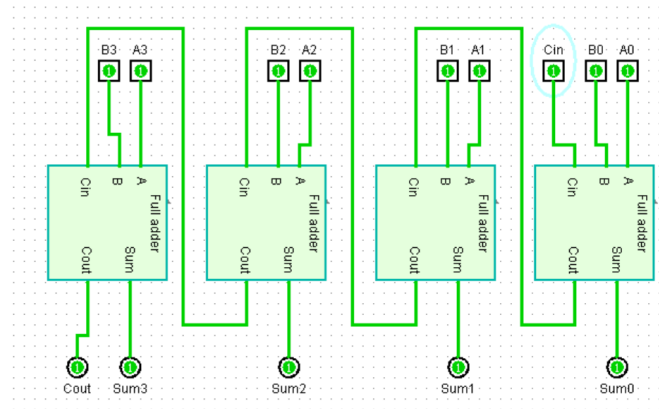 B3 A3 B2 A2 B1 A1 Cin B0 A0
1 1 1 1 1 1 1 1 1
Cin B A Full adder Cin B A Full adder Cin B A Full adder Cin B A Full adder
Cout Sum Cout Sum Cout Sum Cout Sum
1 1 1 1 1
Cout Sum3 Sum2 Sum1 Sum0